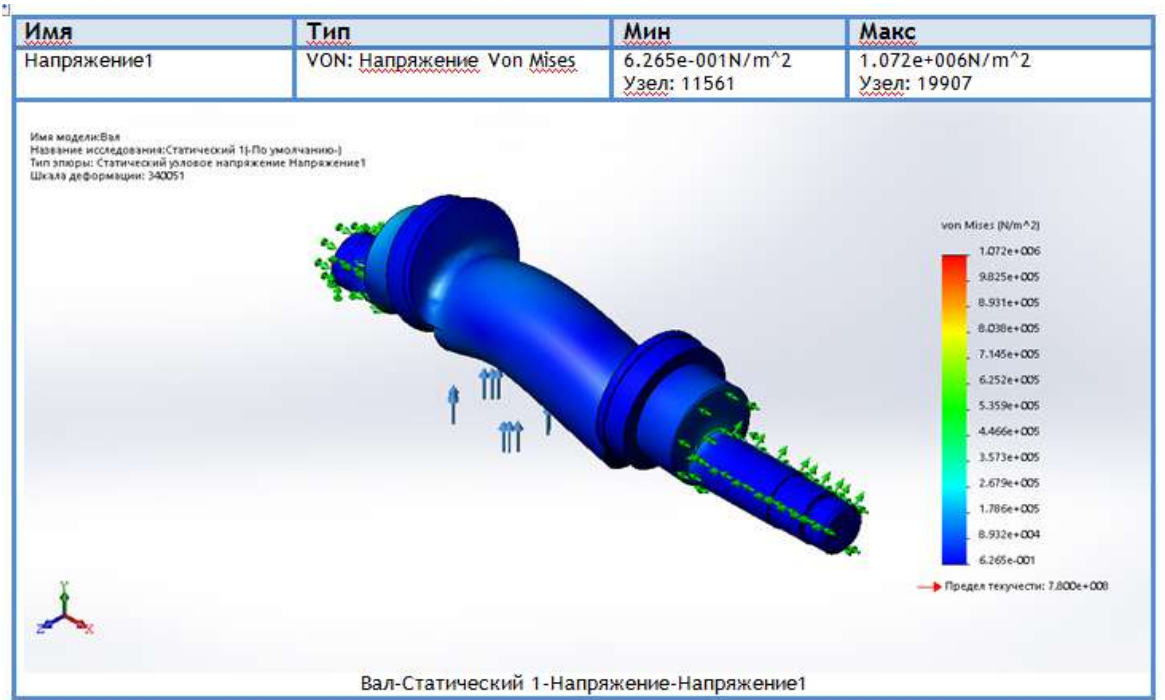 Имя Тип Мин Макс
Напряжение1 VON: Напряжение Von Mises 6.265e-001N/m^2 1.072e+006N/m^2
Узел: 11561 Узел: 19907
Имя модели:Вал
Название исследования:Статический 1(-По умолчанию-)
Тип эпюры: Статический узловое напряжение Напряжение1
Шкала деформации: 340051
von Mises (N/m^2)
1.072e+006
9.825e+005
8.931e+005
8.038e+005
7.145e+005
6.252e+005
5.359e+005
4.466e+005
3.573e+005
2.679e+005
1.786e+005
8.932e+004
6.265e-001
Предел текучести: 7.800e+008
Y
Z X
Вал-Статический 1-Напряжение-Напряжение1